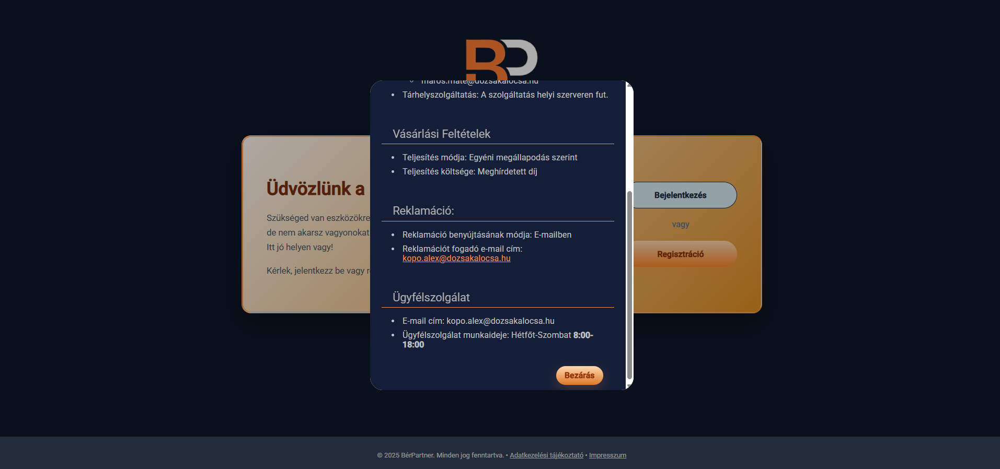 BP
maros.mate@dozsakalocsa.hu
Tárhelyszolgáltatás: A szolgáltatás helyi szerveren fut.
Vásárlási Feltételek
Teljesítés módja: Egyéni megállapodás szerint
Teljesítés költsége: Meghírdetett díj
Reklamáció:
Reklamáció benyújtásának módja: E-mailben
Reklamációt fogadó e-mail cím:
kopo.alex@dozsakalocsa.hu
Ügyfélszolgálat
E-mail cím: kopo.alex@dozsakalocsa.hu
Ügyfélszolgálat munkaideje: Hétfőt-Szombat 8:00-
18:00
Bezárás
Üdvözlünk a
Szükséged van eszközökre
de nem akarsz vagyonokat
Itt jó helyen vagy!
Kérlek, jelentkezz be vagy
Bejelentkezés
vagy
Regisztráció
© 2025 BérPartner. Minden jog fenntartva. • Adatkezelési tájékoztató • Impresszum